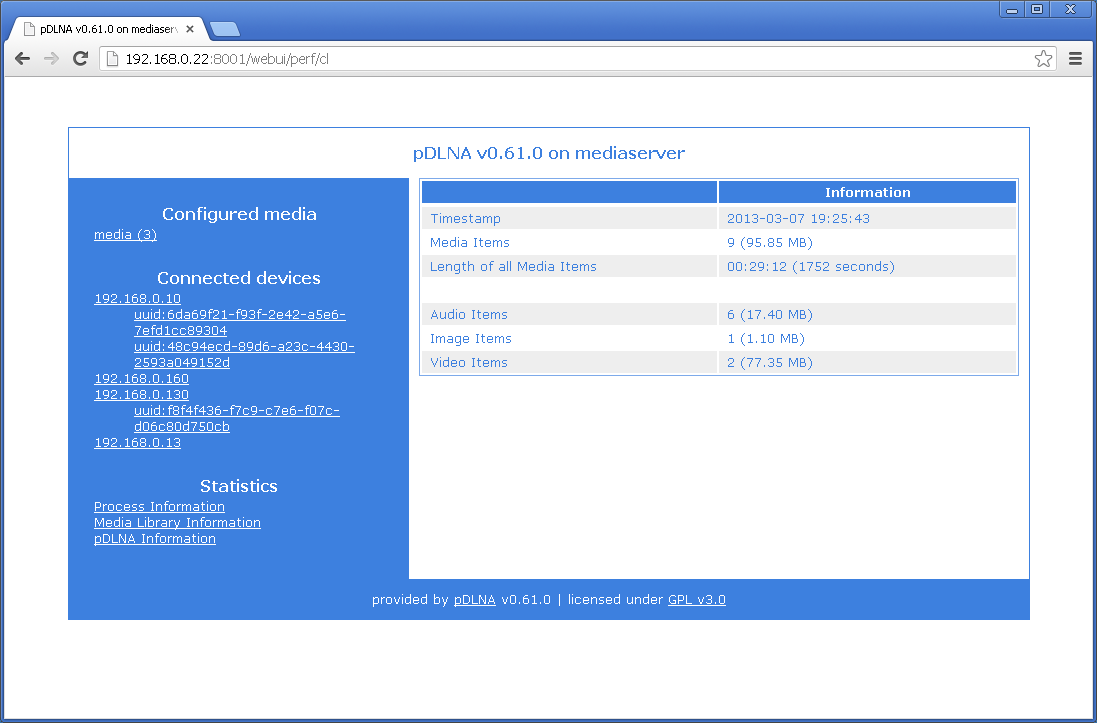 pDLNA v0.61.0 on mediaserv
192.168.0.22:8001/webui/perf/cl
pDLNA v0.61.0 on mediaserver
Configured media
media (3)
Connected devices
192.168.0.10
uuid:6da69f21-f93f-2e42-a5e6-
7efd1cc89304
uuid:48c94ecd-89d6-a23c-4430-
2593a049152d
192.168.0.160
192.168.0.130
uuid:f8f4f436-f7c9-c7e6-f07c-
d06c80d750cb
192.168.0.13
Statistics
Process Information
Media Library Information
pDLNA Information
Information
Timestamp 2013-03-07 19:25:43
Media Items 9 (95.85 MB)
Length of all Media Items 00:29:12 (1752 seconds)
Audio Items 6 (17.40 MB)
Image Items 1 (1.10 MB)
Video Items 2 (77.35 MB)
provided by pDLNA v0.61.0 | licensed under GPL v3.0